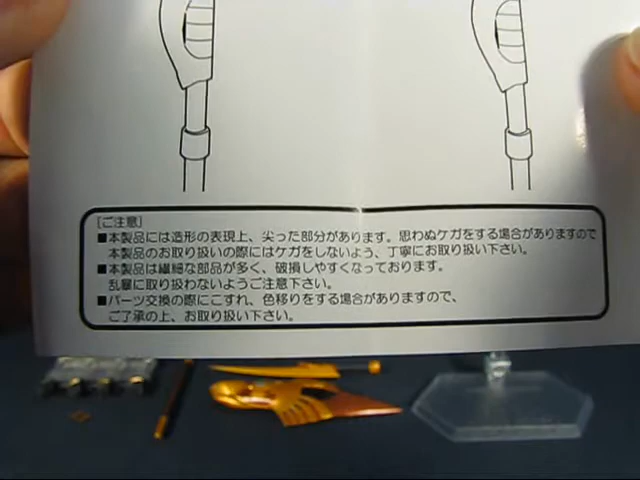 [ご注意]
■本製品には造形の表現上、尖った部分があります。思わぬケガをする場合がありますので
本製品のお取り扱いの際にはケガをしないよう、丁寧にお取り扱い下さい。
■本製品は繊細な部品が多く、破損しやすくなっております。
乱暴に取り扱わないようご注意下さい。
■パーツ交換の際にこすれ、色移りをする場合がありますので、
ご了承の上、お取り扱い下さい。